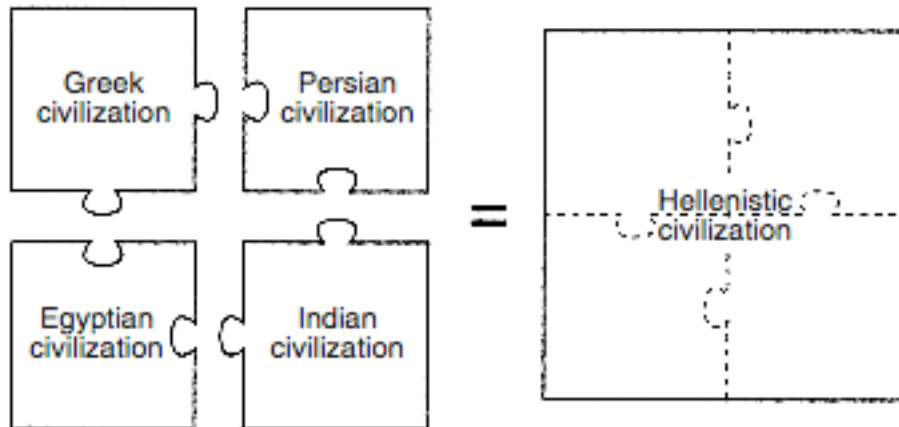 Greek
civilization
Persian
civilization
Egyptian
civilization
Indian
civilization
=
Hellenistic
civilization